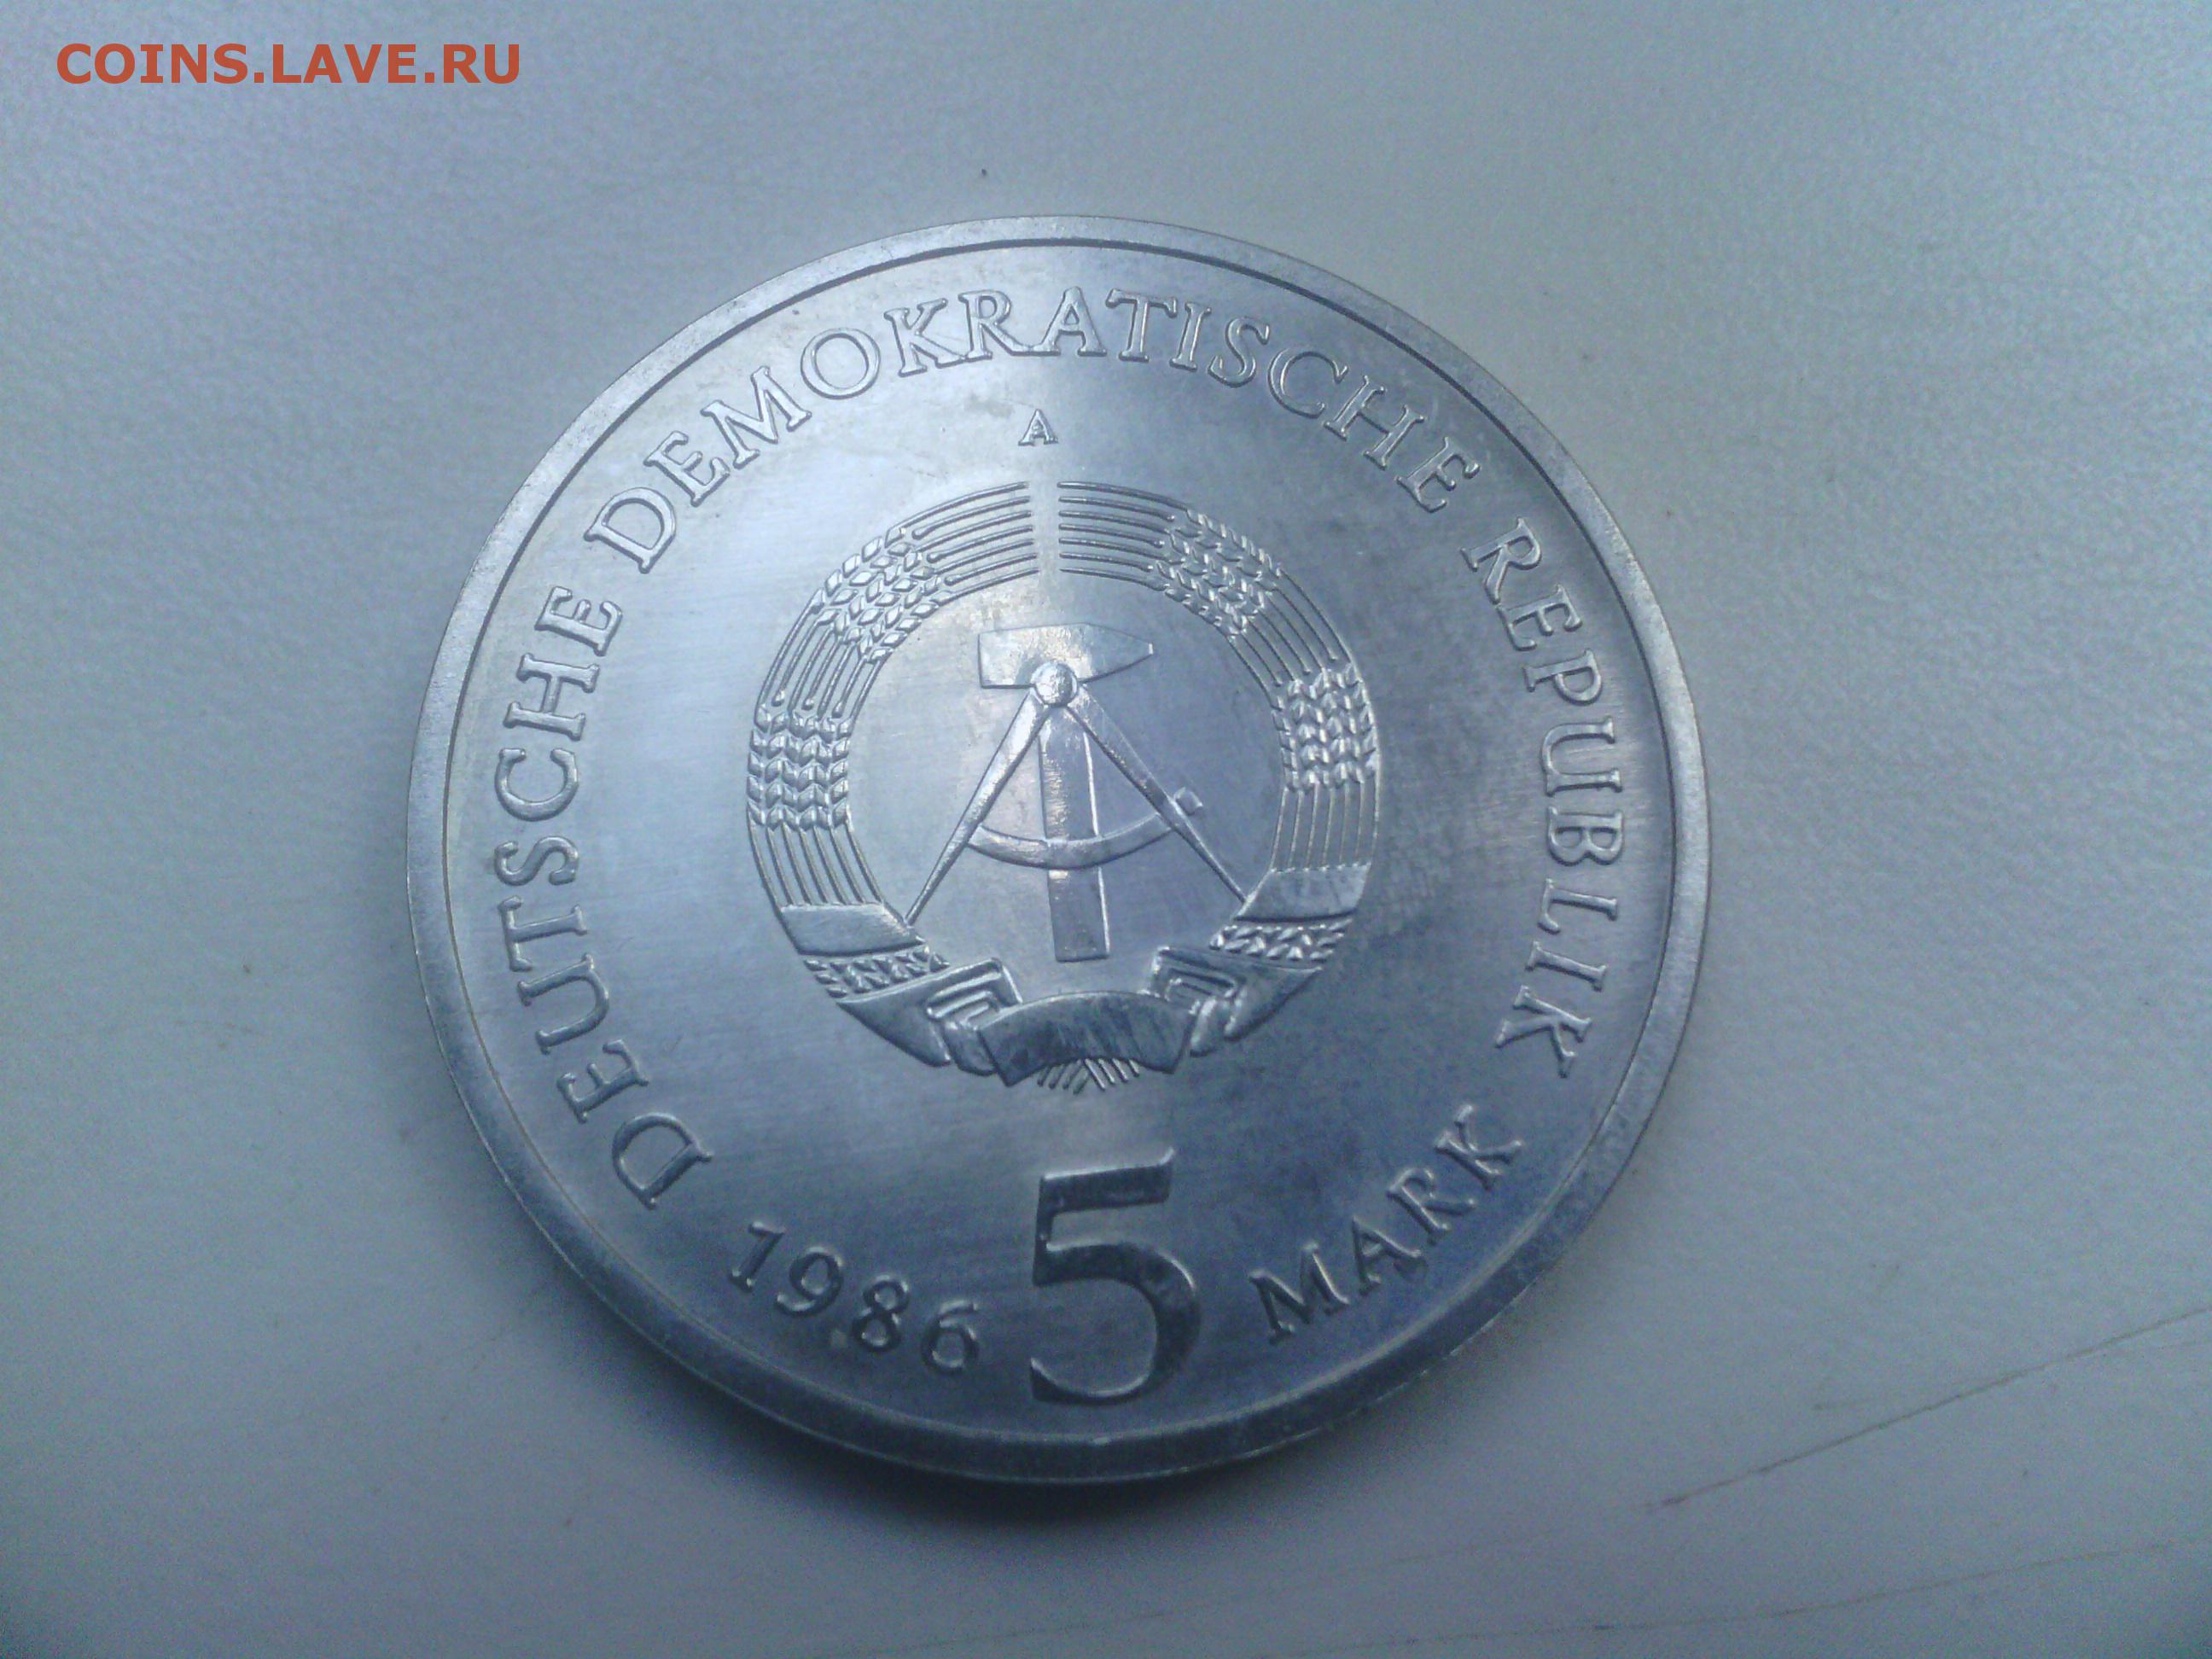 COINS.LAVE.RU
DEUTSCHE DEMOKRATISCHE REPUBLIK
A
1986 5 MARK